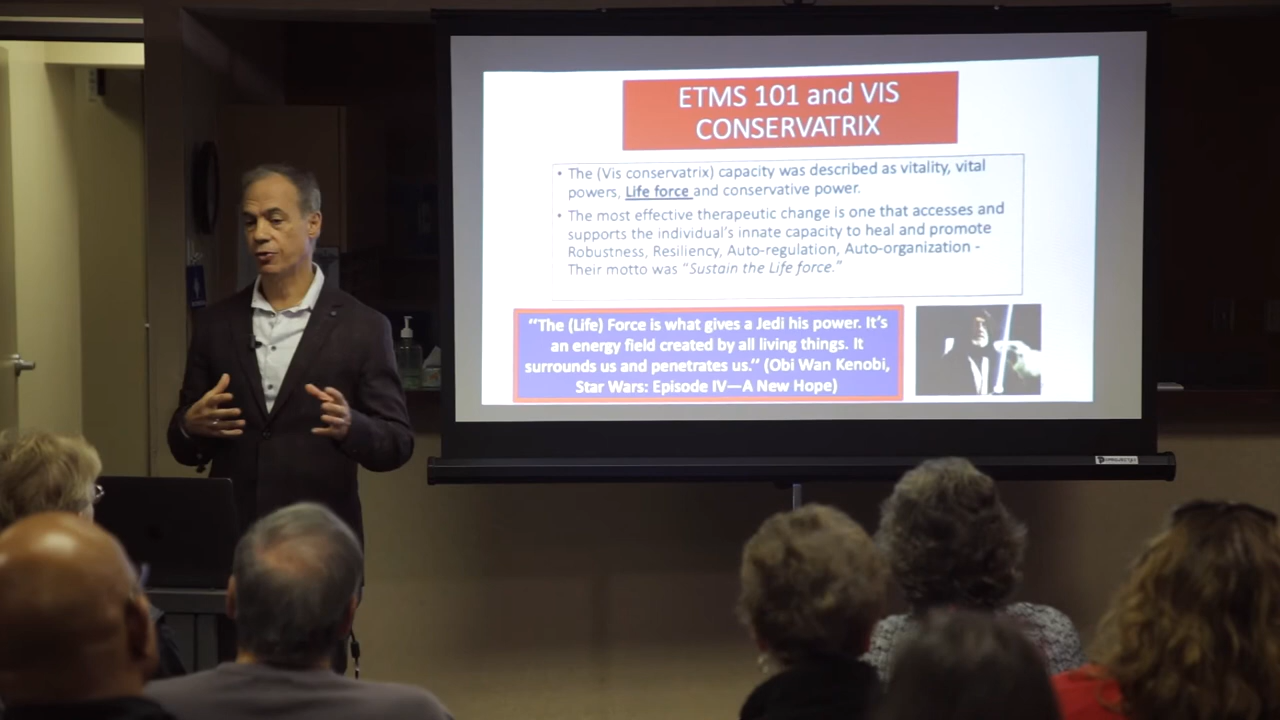 ETMS 101 and VIS
CONSERVATRIX
• The (Vis conservatrix) capacity was described as vitality, vital
powers, Life force and conservative power.
• The most effective therapeutic change is one that accesses and
supports the individual's innate capacity to heal and promote
Robustness, Resiliency, Auto-regulation, Auto-organization -
Their motto was "Sustain the Life force."
"The (Life) Force is what gives a Jedi his power. It's
an energy field created by all living things. It
surrounds us and penetrates us." (Obi Wan Kenobi,
Star Wars: Episode IV—A New Hope)